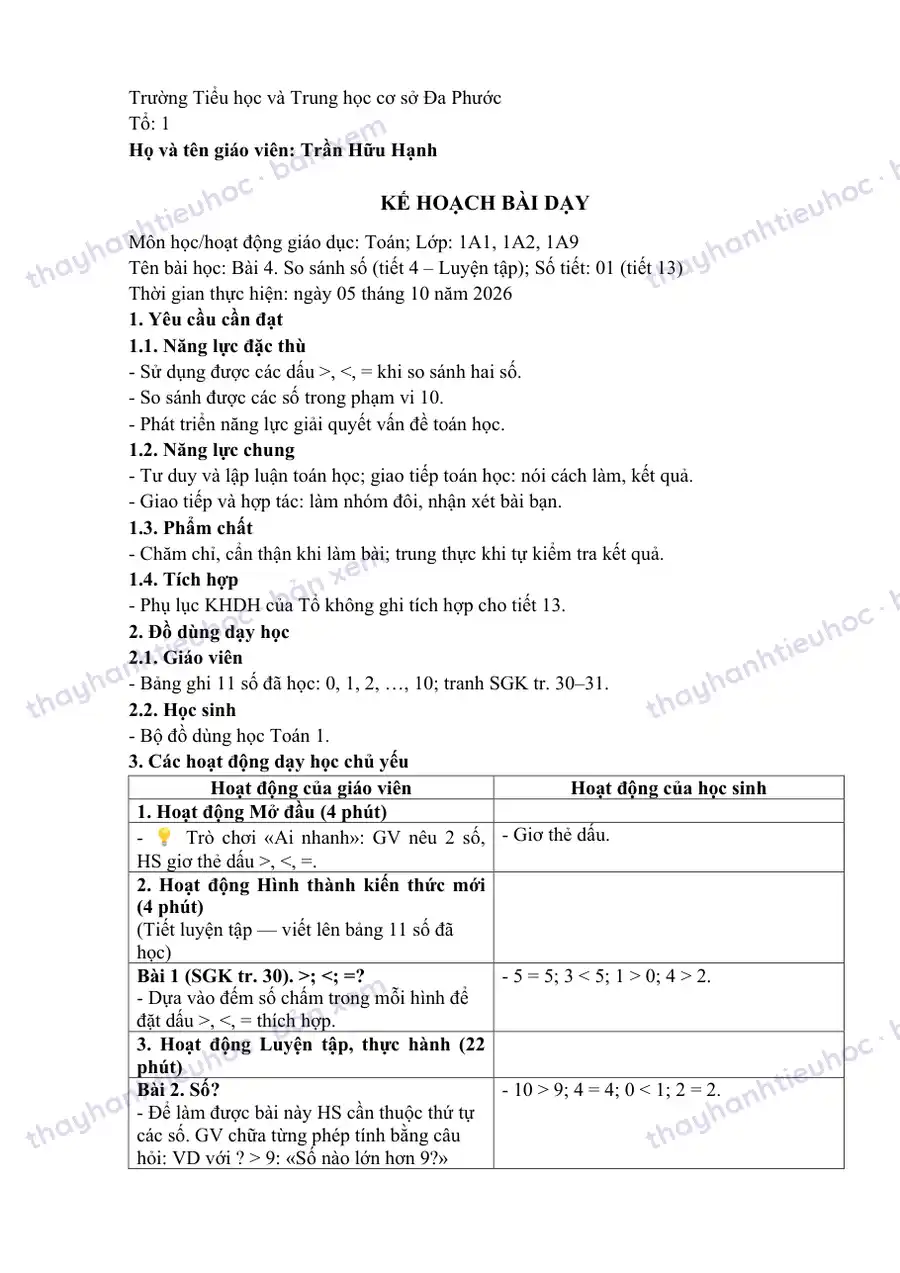 Trường Tiểu học và Trung học cơ sở Đa Phước
Tổ: 1
Họ và tên giáo viên: Trần Hữu Hạnh
KẾ HOẠCH BÀI DẠY
Môn học/hoạt động giáo dục: Toán; Lớp: 1A1, 1A2, 1A9
Tên bài học: Bài 4. So sánh số (tiết 4 – Luyện tập); Số tiết: 01 (tiết 13)
Thời gian thực hiện: ngày 05 tháng 10 năm 2026
1. Yêu cầu cần đạt
1.1. Năng lực đặc thù
- Sử dụng được các dấu >, <, = khi so sánh hai số.
- So sánh được các số trong phạm vi 10.
- Phát triển năng lực giải quyết vấn đề toán học.
1.2. Năng lực chung
- Tư duy và lập luận toán học; giao tiếp toán học: nói cách làm, kết quả.
- Giao tiếp và hợp tác: làm nhóm đôi, nhận xét bài bạn.
1.3. Phẩm chất
- Chăm chỉ, cẩn thận khi làm bài; trung thực khi tự kiểm tra kết quả.
1.4. Tích hợp
- Phụ lục KHDH của Tổ không ghi tích hợp cho tiết 13.
2. Đồ dùng dạy học
2.1. Giáo viên
- Bảng ghi 11 số đã học: 0, 1, 2, …, 10; tranh SGK tr. 30–31.
2.2. Học sinh
- Bộ đồ dùng học Toán 1.
3. Các hoạt động dạy học chủ yếu
Hoạt động của giáo viên
Hoạt động của học sinh
1. Hoạt động Mở đầu (4 phút)
- 💡 Trò chơi «Ai nhanh»: GV nêu 2 số,
HS giơ thẻ dấu >, <, =.
- Giơ thẻ dấu.
2. Hoạt động Hình thành kiến thức mới
(4 phút)
(Tiết luyện tập — viết lên bảng 11 số đã
học)
Bài 1 (SGK tr. 30). >; <; =?
- Dựa vào đếm số chấm trong mỗi hình để
đặt dấu >, <, = thích hợp.
- 5 = 5; 3 < 5; 1 > 0; 4 > 2.
3. Hoạt động Luyện tập, thực hành (22
phút)
Bài 2. Số?
- Để làm được bài này HS cần thuộc thứ tự
các số. GV chữa từng phép tính bằng câu
hỏi: VD với ? > 9: «Số nào lớn hơn 9?»
- 10 > 9; 4 = 4; 0 < 1; 2 = 2.
thayhanhtieuhoc · bản xem
thayhanhtieuhoc · b
thayhanhtieuhoc · bản xem
thayhanhtieuhoc · b
thayhanhtieuhoc · bản xem
thayhanhtieuhoc · b